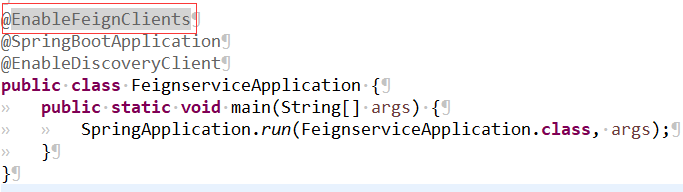 @EnableFeignClients
@SpringBootApplication
@EnableDiscoveryClient
public class FeignserviceApplication {
    public static void main(String[] args) {
        SpringApplication.run(FeignserviceApplication.class, args);
    }
}